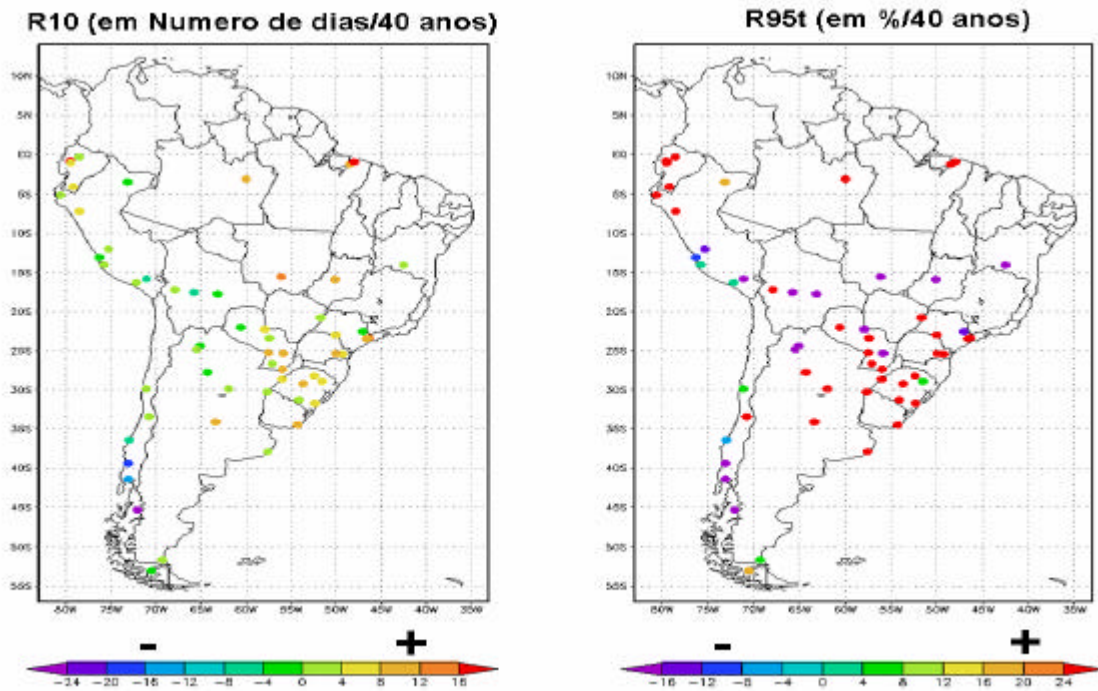 R10 (em Numero de dias/40 anos)
R95t (em %/40 anos)
10N
5N
EQ
5S
10S
15S
20S
25S
30S
35S
40S
45S
50S
55S
80W 75W 70W 65W 60W 55W 50W 45W 40W 35W
10N
5N
EQ
5S
10S
15S
20S
25S
30S
35S
40S
45S
50S
55S
80W 75W 70W 65W 60W 55W 50W 45W 40W 35W
- +
-20 -16 -12 -8 -4 0 4 8 12 16
- +
-16 -12 -8 -4 0 4 8 12 16 20 24